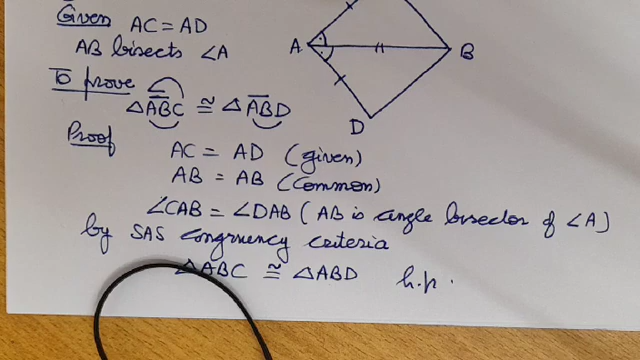 Given AC = AD
AB bisects ∠A
To prove
△ABC ≅ △ABD
Proof
AC = AD (given)
AB = AB (Common)
∠CAB = ∠DAB (AB is angle bisector of ∠A)
by SAS congruency criteria
△ABC ≅ △ABD h.p.
A
B
D